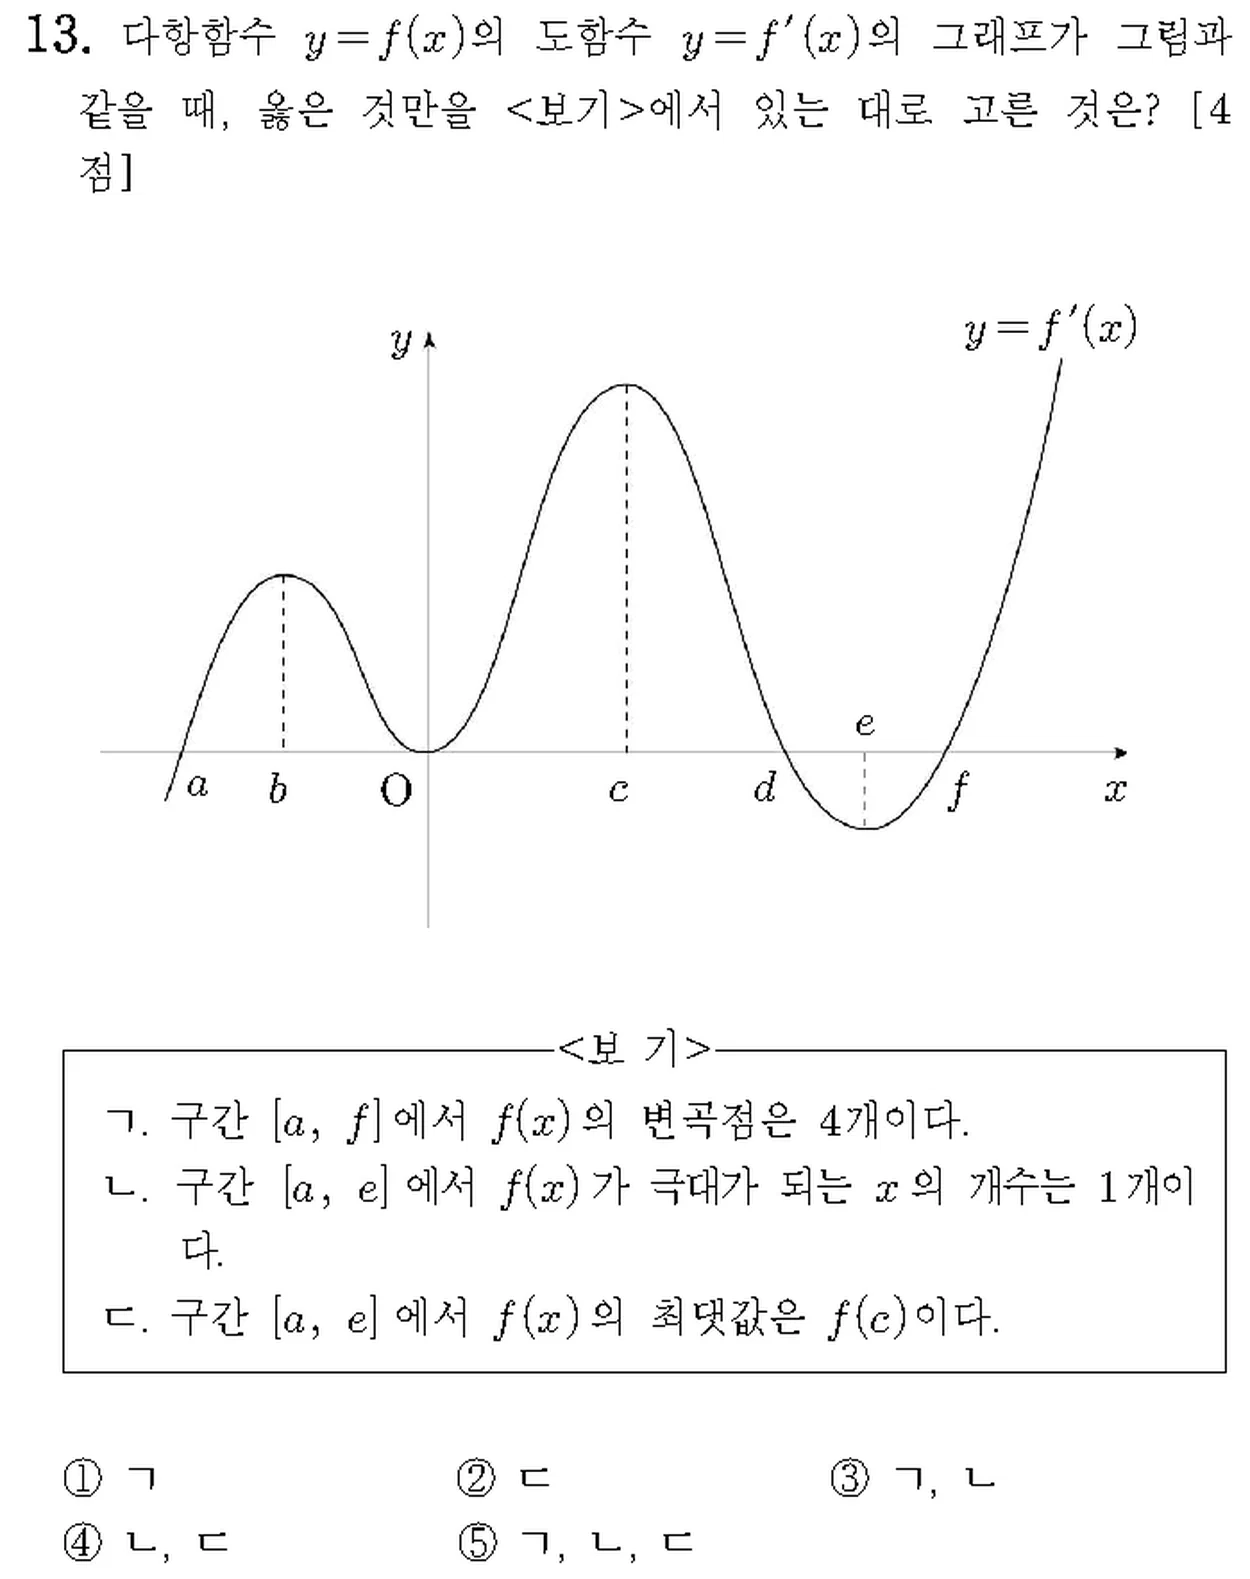 13. 다항함수 y=f(x)의 도함수 y=f′(x)의 그래프가 그림과
같을 때, 옳은 것만을 <보기>에서 있는 대로 고른 것은? [4
점]
y=f′(x)
y
e
a b O c d f x
<보 기>
ㄱ. 구간 [a, f]에서 f(x)의 변곡점은 4개이다.
ㄴ. 구간 [a, e]에서 f(x)가 극대가 되는 x의 개수는 1개이
다.
ㄷ. 구간 [a, e]에서 f(x)의 최댓값은 f(c)이다.
① ㄱ ② ㄷ ③ ㄱ, ㄴ
④ ㄴ, ㄷ ⑤ ㄱ, ㄴ, ㄷ